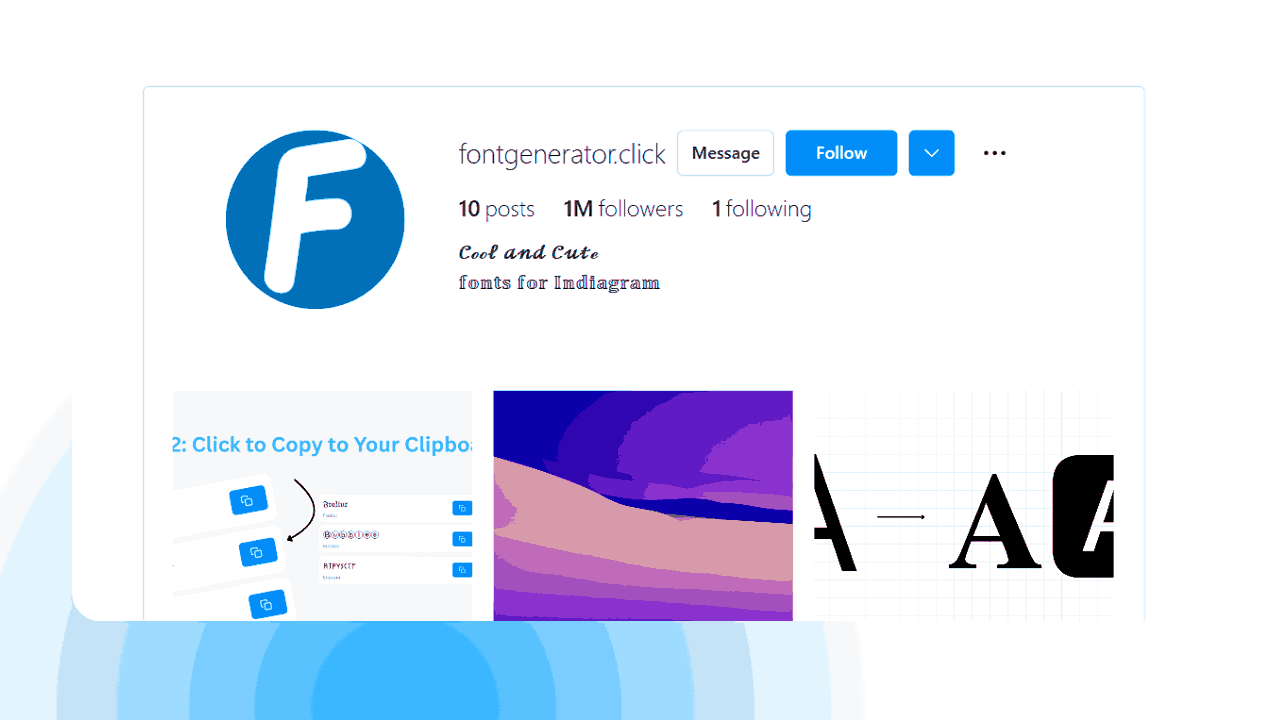 F
fontgenerator.click Message Follow
10 posts 1M followers 1 following
Cool and Cute
fonts for Indiagram
2: Click to Copy to Your Clipboa
A A A